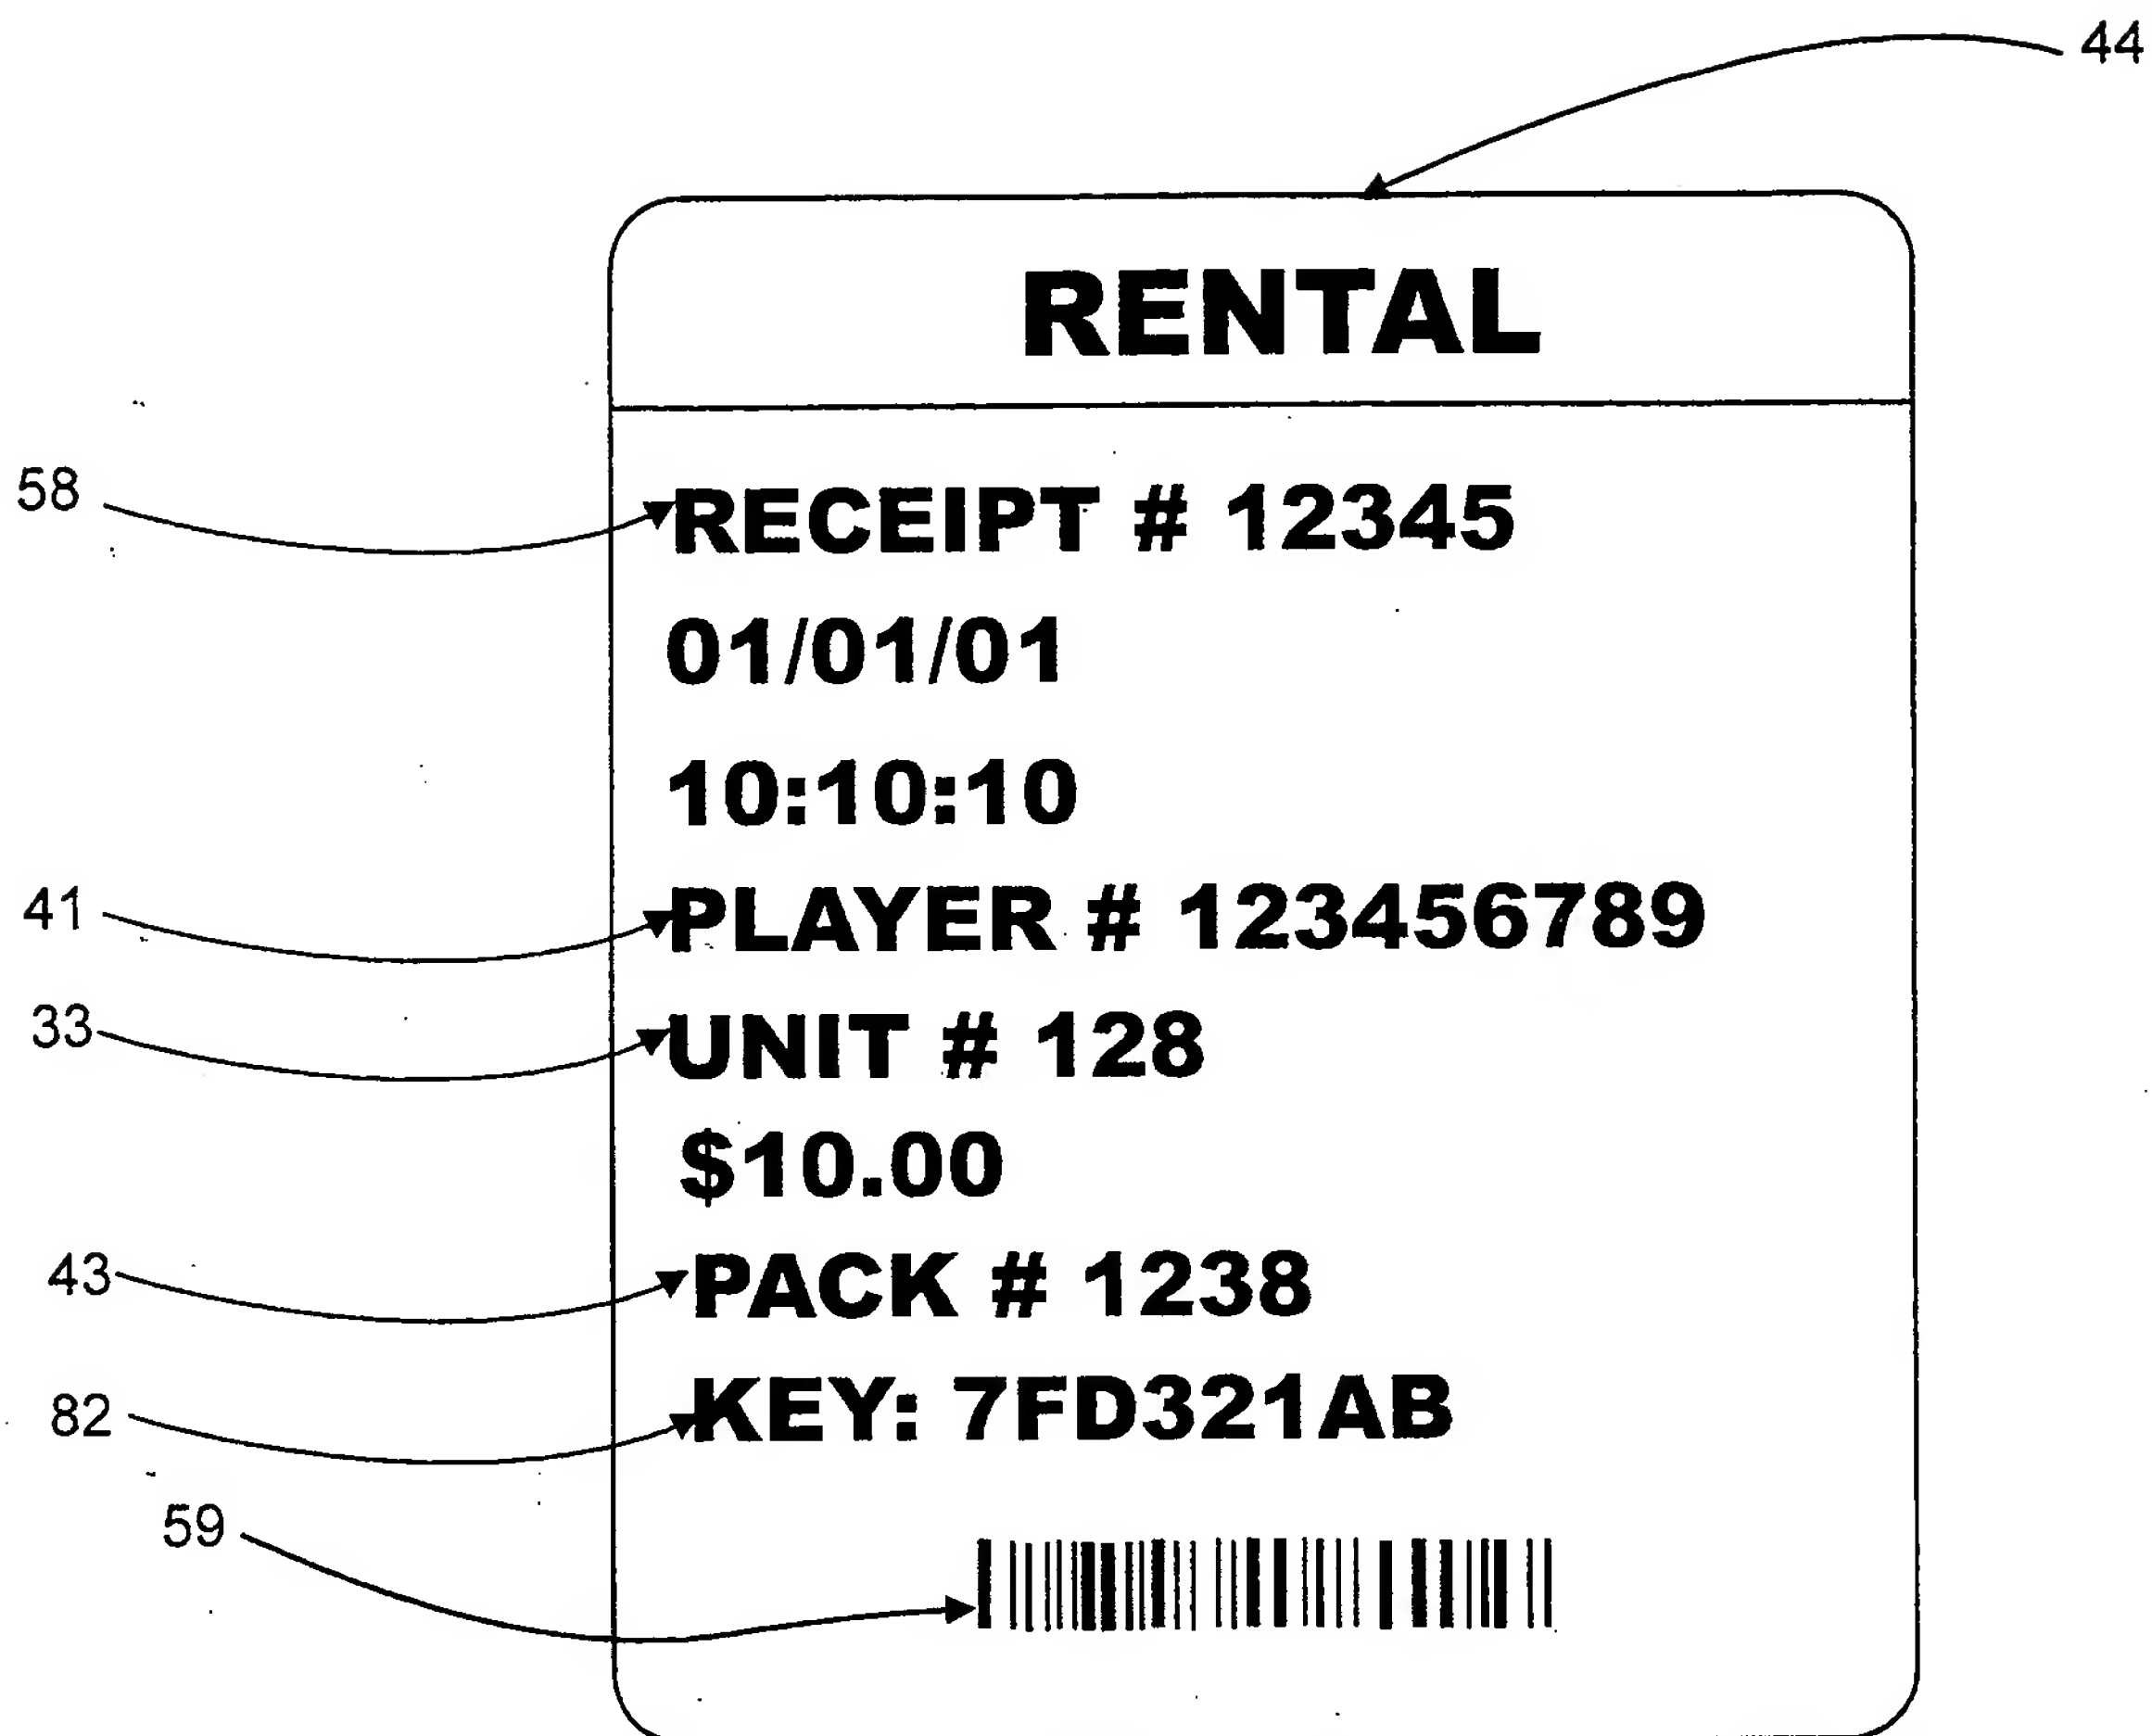 44
RENTAL
58 RECEIPT # 12345
01/01/01
10:10:10
41 PLAYER # 123456789
33 UNIT # 128
$10.00
43 PACK # 1238
82 KEY: 7FD321AB
59